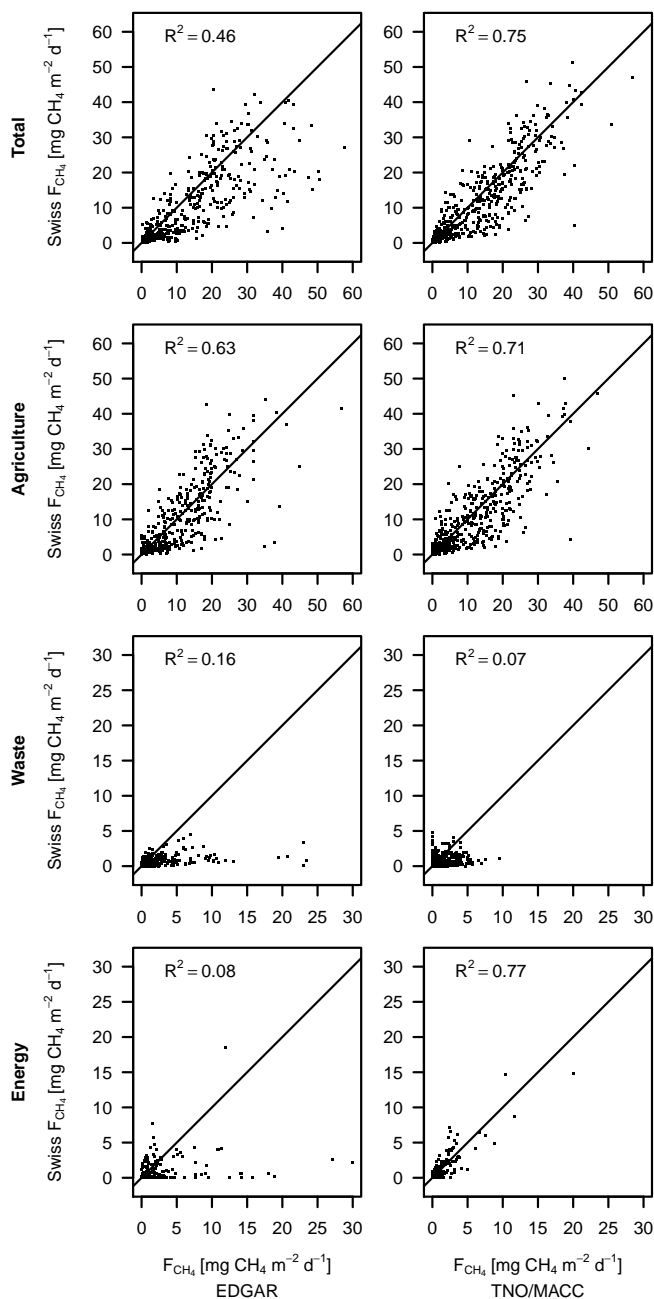 R² = 0.46
R² = 0.75
60
50
40
30
20
10
0
60
50
40
30
20
10
0
Total
Swiss F_CH₄ [mg CH₄ m⁻² d⁻¹]
0 10 20 30 40 50 60
0 10 20 30 40 50 60
R² = 0.63
R² = 0.71
60
50
40
30
20
10
0
60
50
40
30
20
10
0
Agriculture
Swiss F_CH₄ [mg CH₄ m⁻² d⁻¹]
0 10 20 30 40 50 60
0 10 20 30 40 50 60
R² = 0.16
R² = 0.07
30
25
20
15
10
5
0
30
25
20
15
10
5
0
Waste
Swiss F_CH₄ [mg CH₄ m⁻² d⁻¹]
0 5 10 15 20 25 30
0 5 10 15 20 25 30
R² = 0.08
R² = 0.77
30
25
20
15
10
5
0
30
25
20
15
10
5
0
Energy
Swiss F_CH₄ [mg CH₄ m⁻² d⁻¹]
0 5 10 15 20 25 30
0 5 10 15 20 25 30
F_CH₄ [mg CH₄ m⁻² d⁻¹]
EDGAR
F_CH₄ [mg CH₄ m⁻² d⁻¹]
TNO/MACC